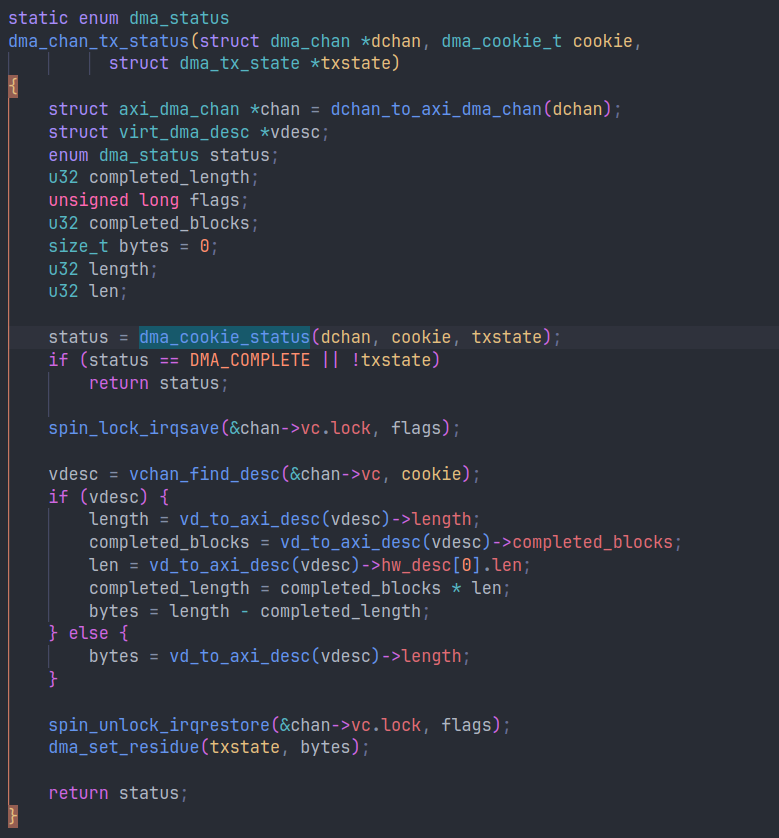 static enum dma_status
dma_chan_tx_status(struct dma_chan *dchan, dma_cookie_t cookie,
            struct dma_tx_state *txstate)
{
    struct axi_dma_chan *chan = dchan_to_axi_dma_chan(dchan);
    struct virt_dma_desc *vdesc;
    enum dma_status status;
    u32 completed_length;
    unsigned long flags;
    u32 completed_blocks;
    size_t bytes = 0;
    u32 length;
    u32 len;

    status = dma_cookie_status(dchan, cookie, txstate);
    if (status == DMA_COMPLETE || !txstate)
        return status;

    spin_lock_irqsave(&chan->vc.lock, flags);

    vdesc = vchan_find_desc(&chan->vc, cookie);
    if (vdesc) {
        length = vd_to_axi_desc(vdesc)->length;
        completed_blocks = vd_to_axi_desc(vdesc)->completed_blocks;
        len = vd_to_axi_desc(vdesc)->hw_desc[0].len;
        completed_length = completed_blocks * len;
        bytes = length - completed_length;
    } else {
        bytes = vd_to_axi_desc(vdesc)->length;
    }

    spin_unlock_irqrestore(&chan->vc.lock, flags);
    dma_set_residue(txstate, bytes);

    return status;
}